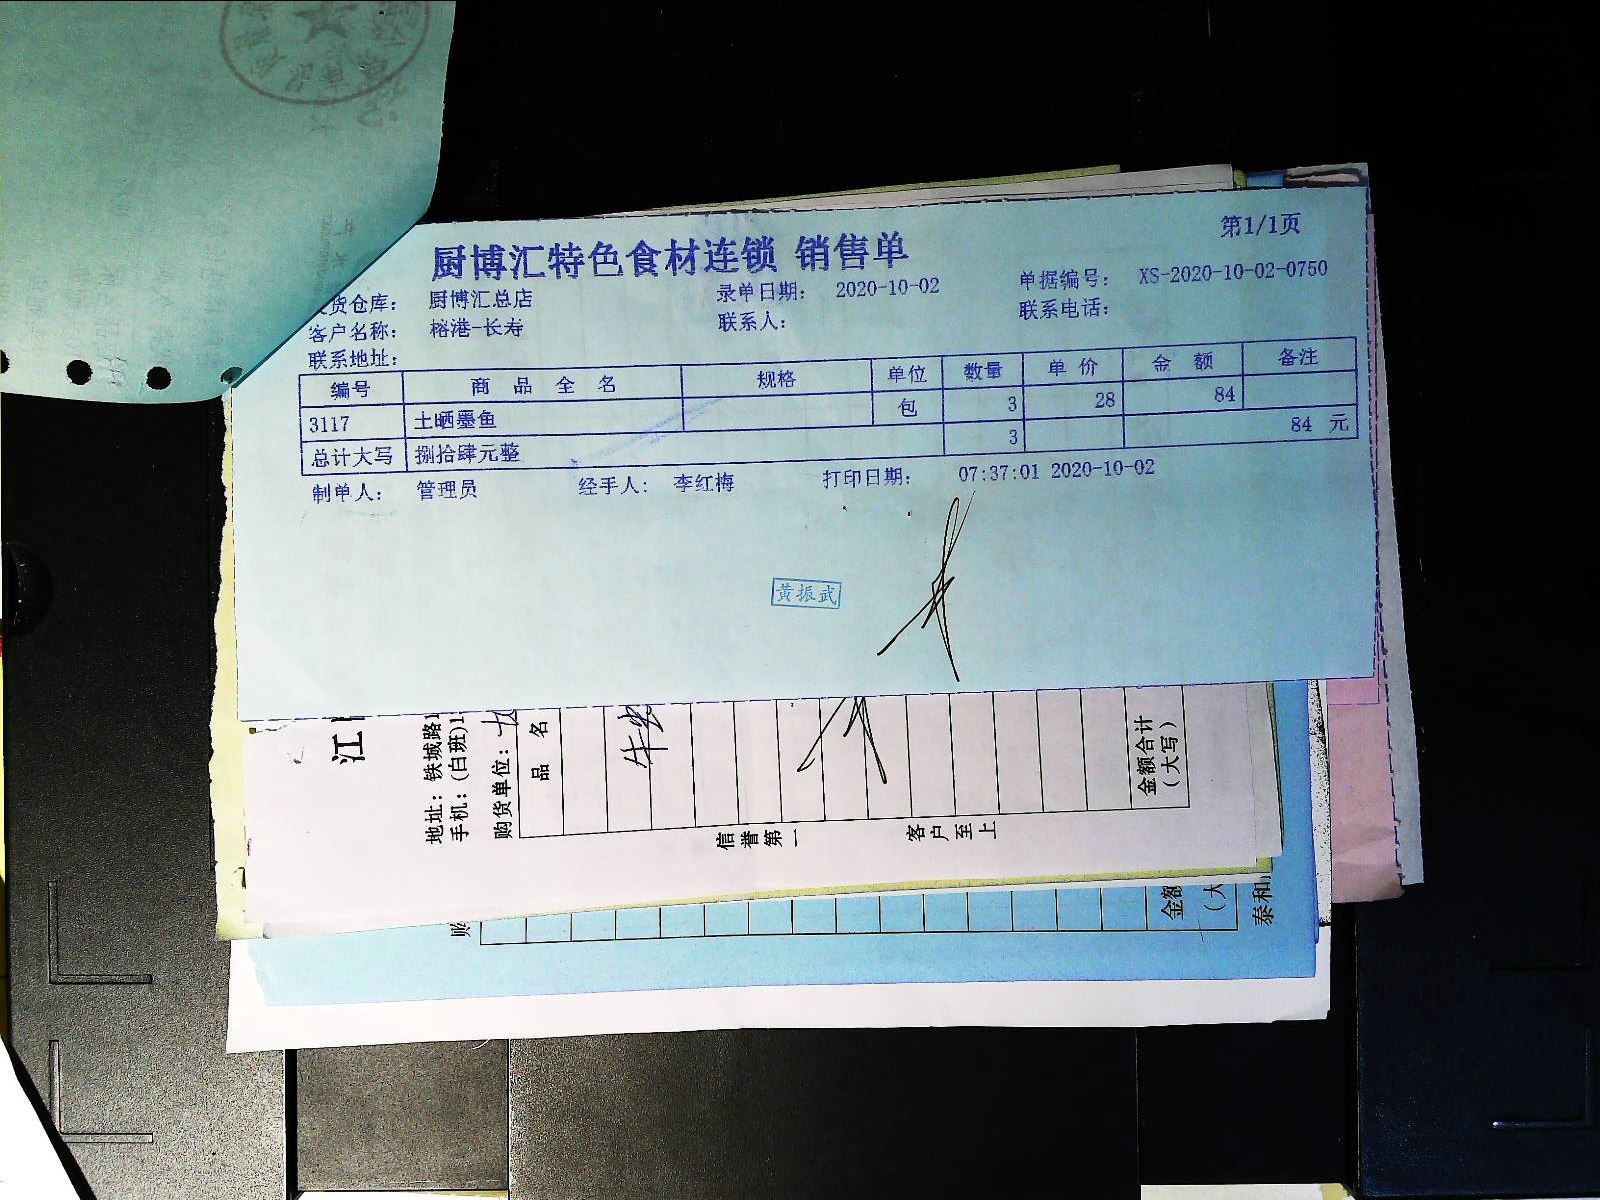 第1/1页
厨博汇特色食材连锁 销售单
货仓库： 厨博汇总店 录单日期： 2020-10-02 单据编号： XS-2020-10-02-0750
客户名称： 榕港-长寿 联系人： 联系电话：
联系地址：
编号 商品全名 规格 单位 数量 单价 金额 备注
3117 土晒墨鱼 包 3 28 84
总计大写 捌拾肆元整 3 84 元
制单人： 管理员 经手人： 李红梅 打印日期： 07:37:01 2020-10-02
黄振武
江
地址：铁城路
手机：(白班)1
购货单位：
品名
金额合计
（大写）
信誉第一
客户至上
购
金额
（大
泰和